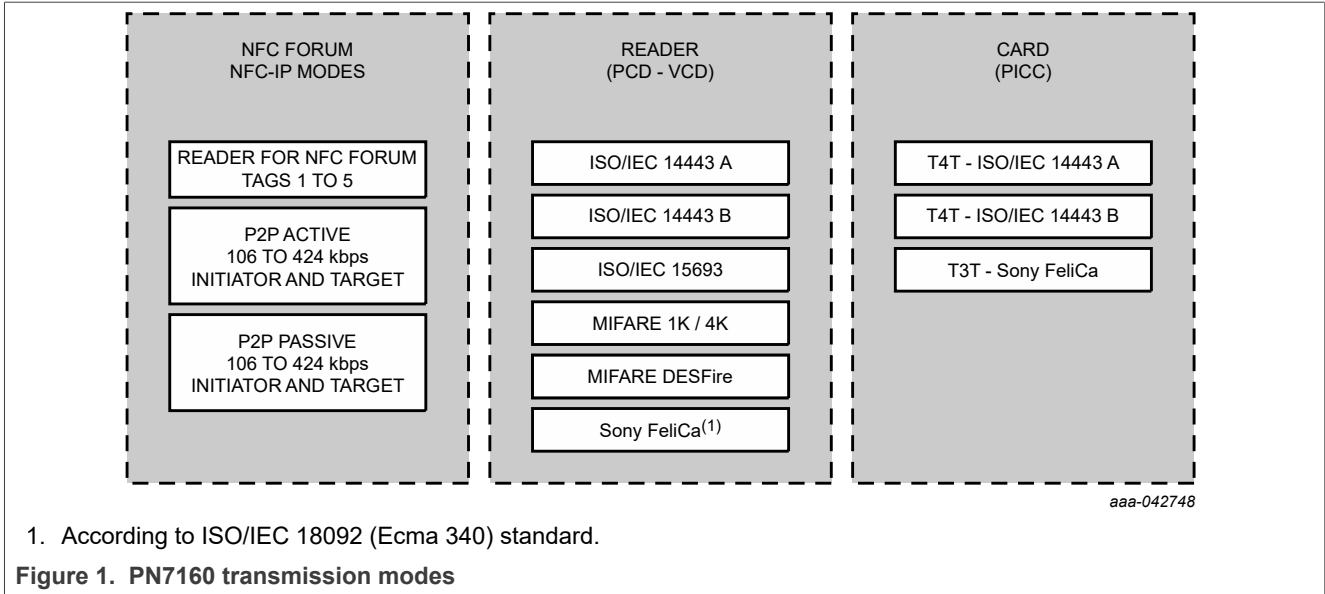 NFC FORUM
NFC-IP MODES
READER FOR NFC FORUM
TAGS 1 TO 5
P2P ACTIVE
106 TO 424 kbps
INITIATOR AND TARGET
P2P PASSIVE
106 TO 424 kbps
INITIATOR AND TARGET
READER
(PCD - VCD)
ISO/IEC 14443 A
ISO/IEC 14443 B
ISO/IEC 15693
MIFARE 1K / 4K
MIFARE DESFire
Sony FeliCa(1)
CARD
(PICC)
T4T - ISO/IEC 14443 A
T4T - ISO/IEC 14443 B
T3T - Sony FeliCa
aaa-042748
1. According to ISO/IEC 18092 (Ecma 340) standard.
Figure 1. PN7160 transmission modes